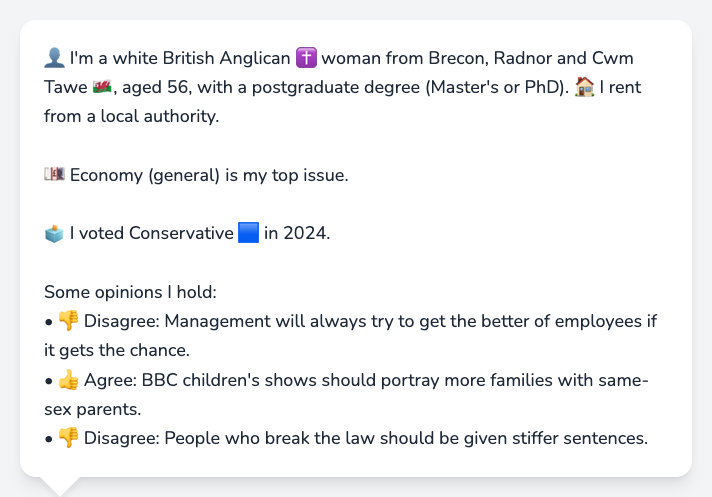 👤 I'm a white British Anglican ✝️ woman from Brecon, Radnor and Cwm
Tawe 🏴󠁧󠁢󠁷󠁬󠁳󠁿, aged 56, with a postgraduate degree (Master's or PhD). 🏠 I rent
from a local authority.
💷 Economy (general) is my top issue.
🗳️ I voted Conservative 🟦 in 2024.
Some opinions I hold:
• 👎 Disagree: Management will always try to get the better of employees if
it gets the chance.
• 👍 Agree: BBC children's shows should portray more families with same-
sex parents.
• 👎 Disagree: People who break the law should be given stiffer sentences.